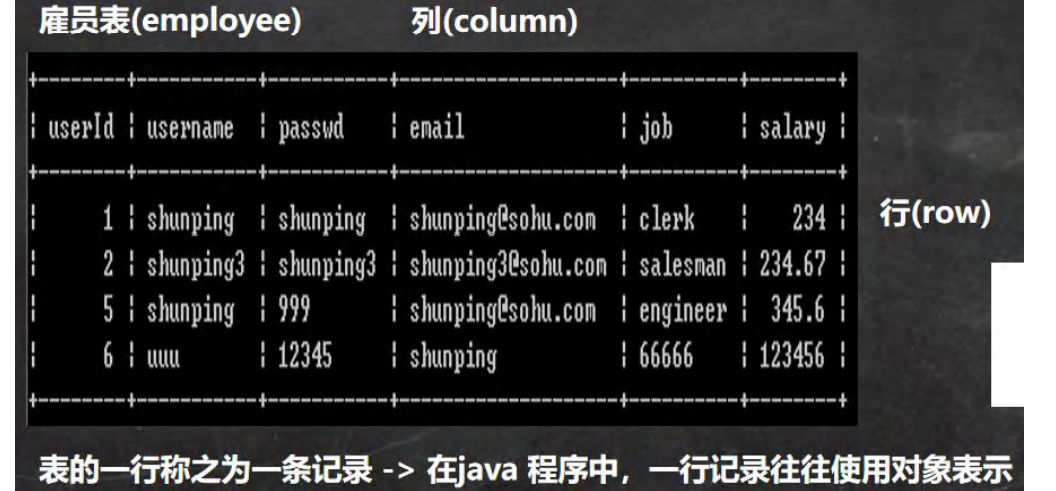 雇员表(employee) 列(column)
+--------+-----------+-----------+--------------------+----------+--------+
| userId | username | passwd | email | job | salary |
+--------+-----------+-----------+--------------------+----------+--------+
| 1 | shunping | shunping | shunping@sohu.com | clerk | 234 | 行(row)
| 2 | shunping3 | shunping3 | shunping3@sohu.com | salesman | 234.67 |
| 5 | shunping | 999 | shunping@sohu.com | engineer | 345.6 |
| 6 | uuu | 12345 | shunping | 66666 | 123456 |
+--------+-----------+-----------+--------------------+----------+--------+
表的一行称之为一条记录 -> 在java 程序中，一行记录往往使用对象表示